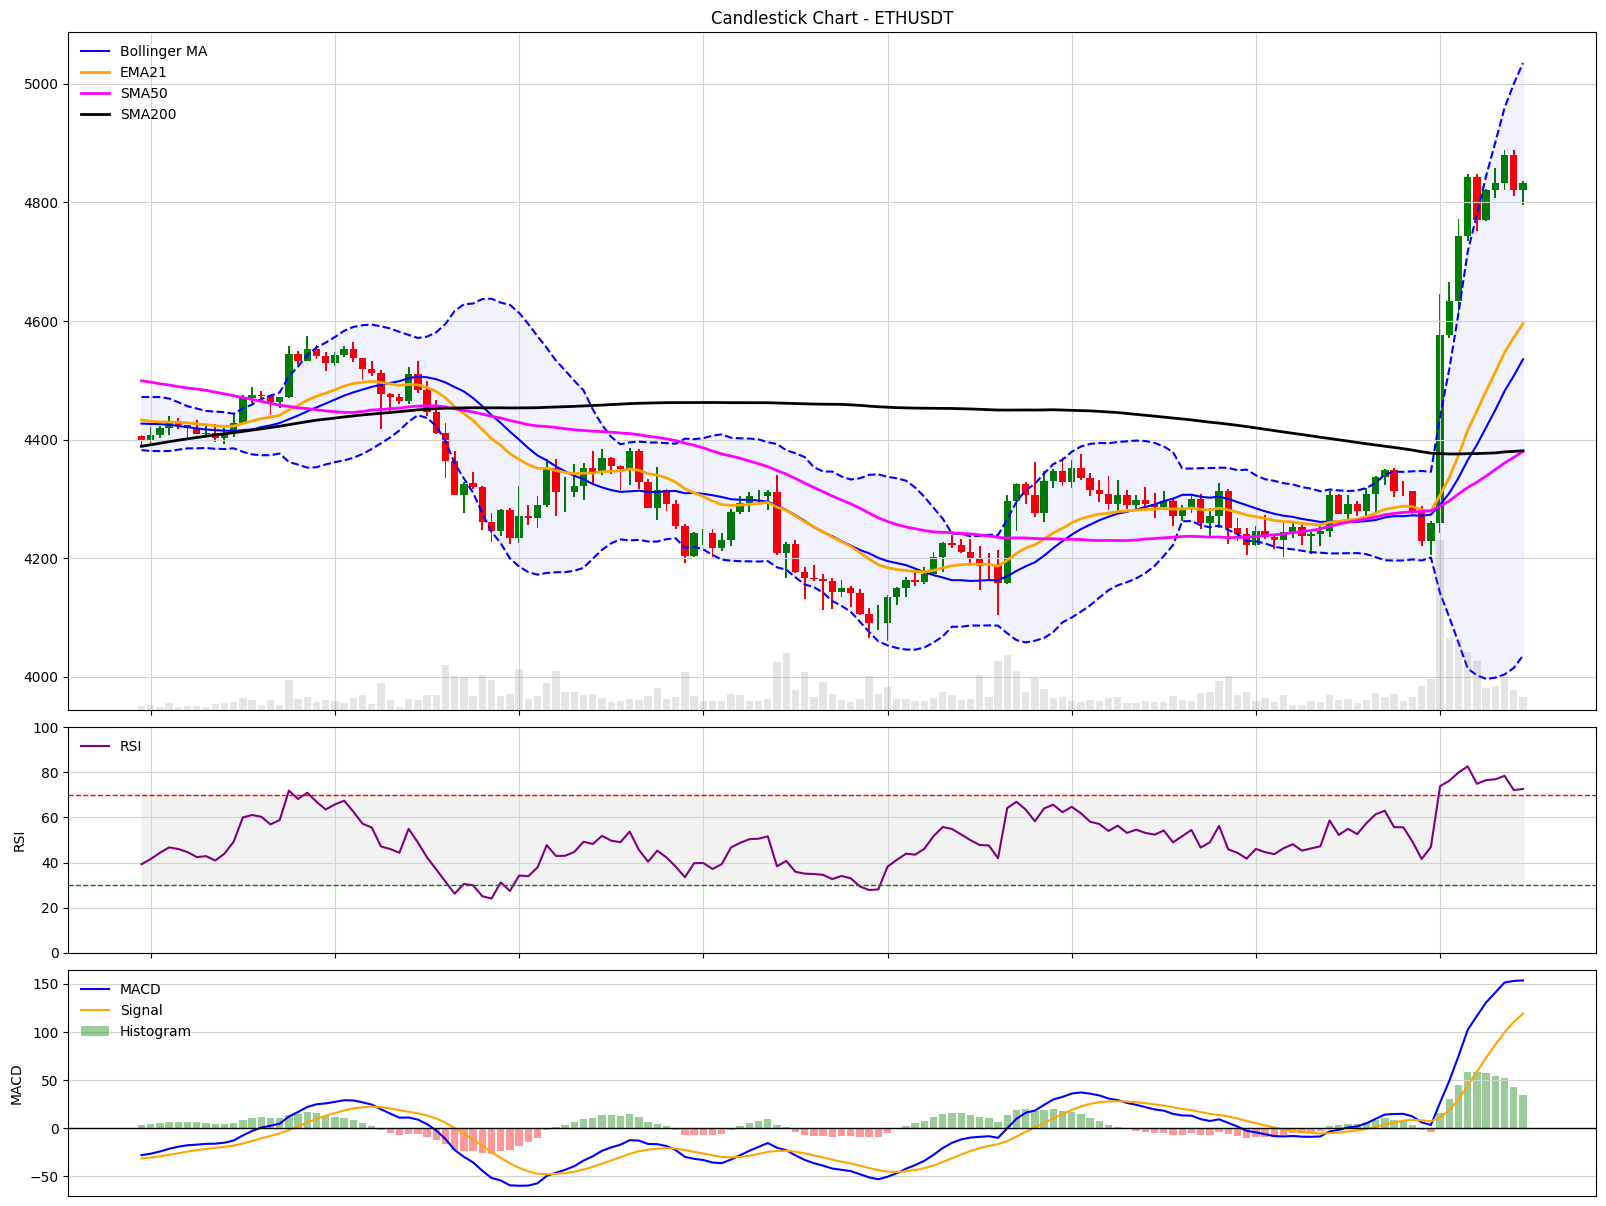 Candlestick Chart - ETHUSDT
Bollinger MA
EMA21
SMA50
SMA200
5000
4800
4600
4400
4200
4000
RSI
100
80
60
40
20
0
RSI
MACD
Signal
Histogram
150
100
50
0
−50
MACD